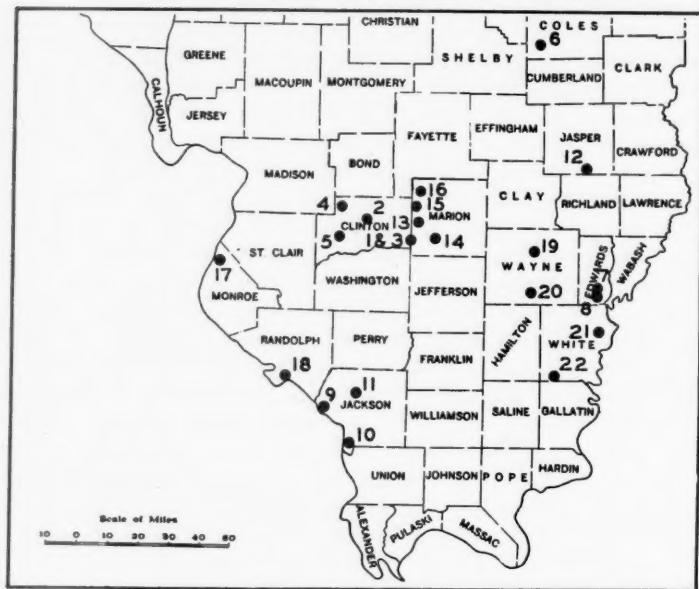 CHRISTIAN
COLES
6
SHELBY
GREENE
MACOUPIN
MONTGOMERY
CUMBERLAND
CLARK
CALHOUN
JERSEY
FAYETTE
EFFINGHAM
JASPER
12
CRAWFORD
BOND
MADISON
16
CLAY
RICHLAND
LAWRENCE
4
2
15
CLINTON
13
MARION
5
1 & 3
14
ST. CLAIR
19
WAYNE
EDWARDS
WABASH
17
WASHINGTON
7
MONROE
JEFFERSON
20
8
RANDOLPH
PERRY
HAMILTON
21
WHITE
FRANKLIN
18
22
9
11
JACKSON
WILLIAMSON
SALINE
GALLATIN
10
UNION
JOHNSON
POPE
HARDIN
ALEXANDER
PULASKI
MASSAC
Scale of Miles
10 0 10 20 30 40 50